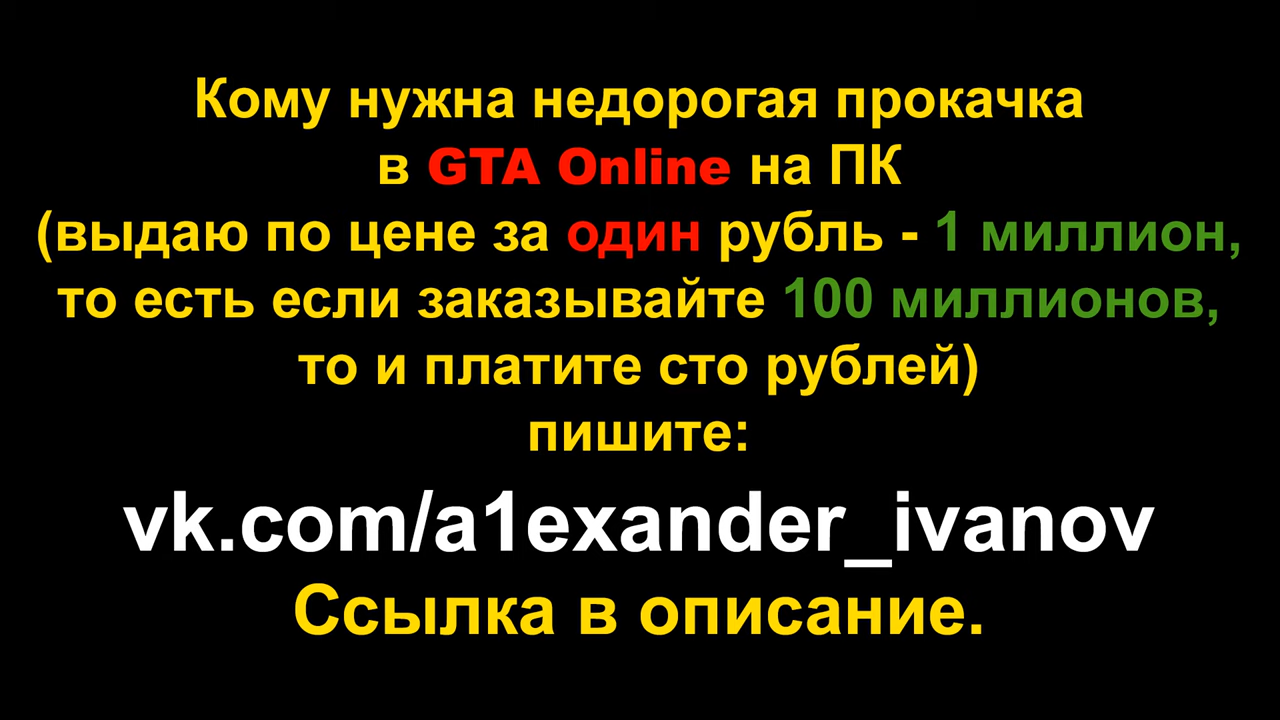 Кому нужна недорогая прокачка
в GTA Online на ПК
(выдаю по цене за один рубль - 1 миллион,
то есть если заказывайте 100 миллионов,
то и платите сто рублей)
пишите:
vk.com/a1exander_ivanov
Ссылка в описание.